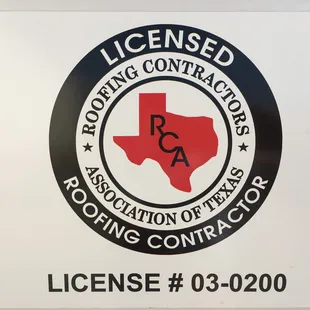 LICENSED
ROOFING CONTRACTORS
RCA
ASSOCIATION OF TEXAS
ROOFING CONTRACTOR
LICENSE # 03-0200